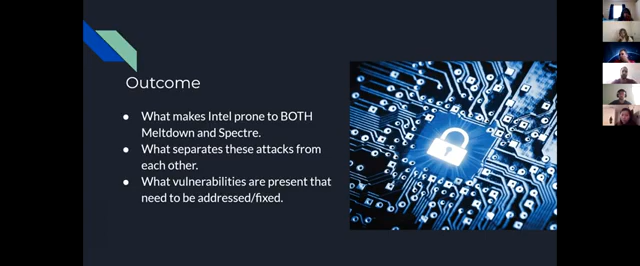 Outcome
● What makes Intel prone to BOTH
Meltdown and Spectre.
● What separates these attacks from
each other.
● What vulnerabilities are present that
need to be addressed/fixed.